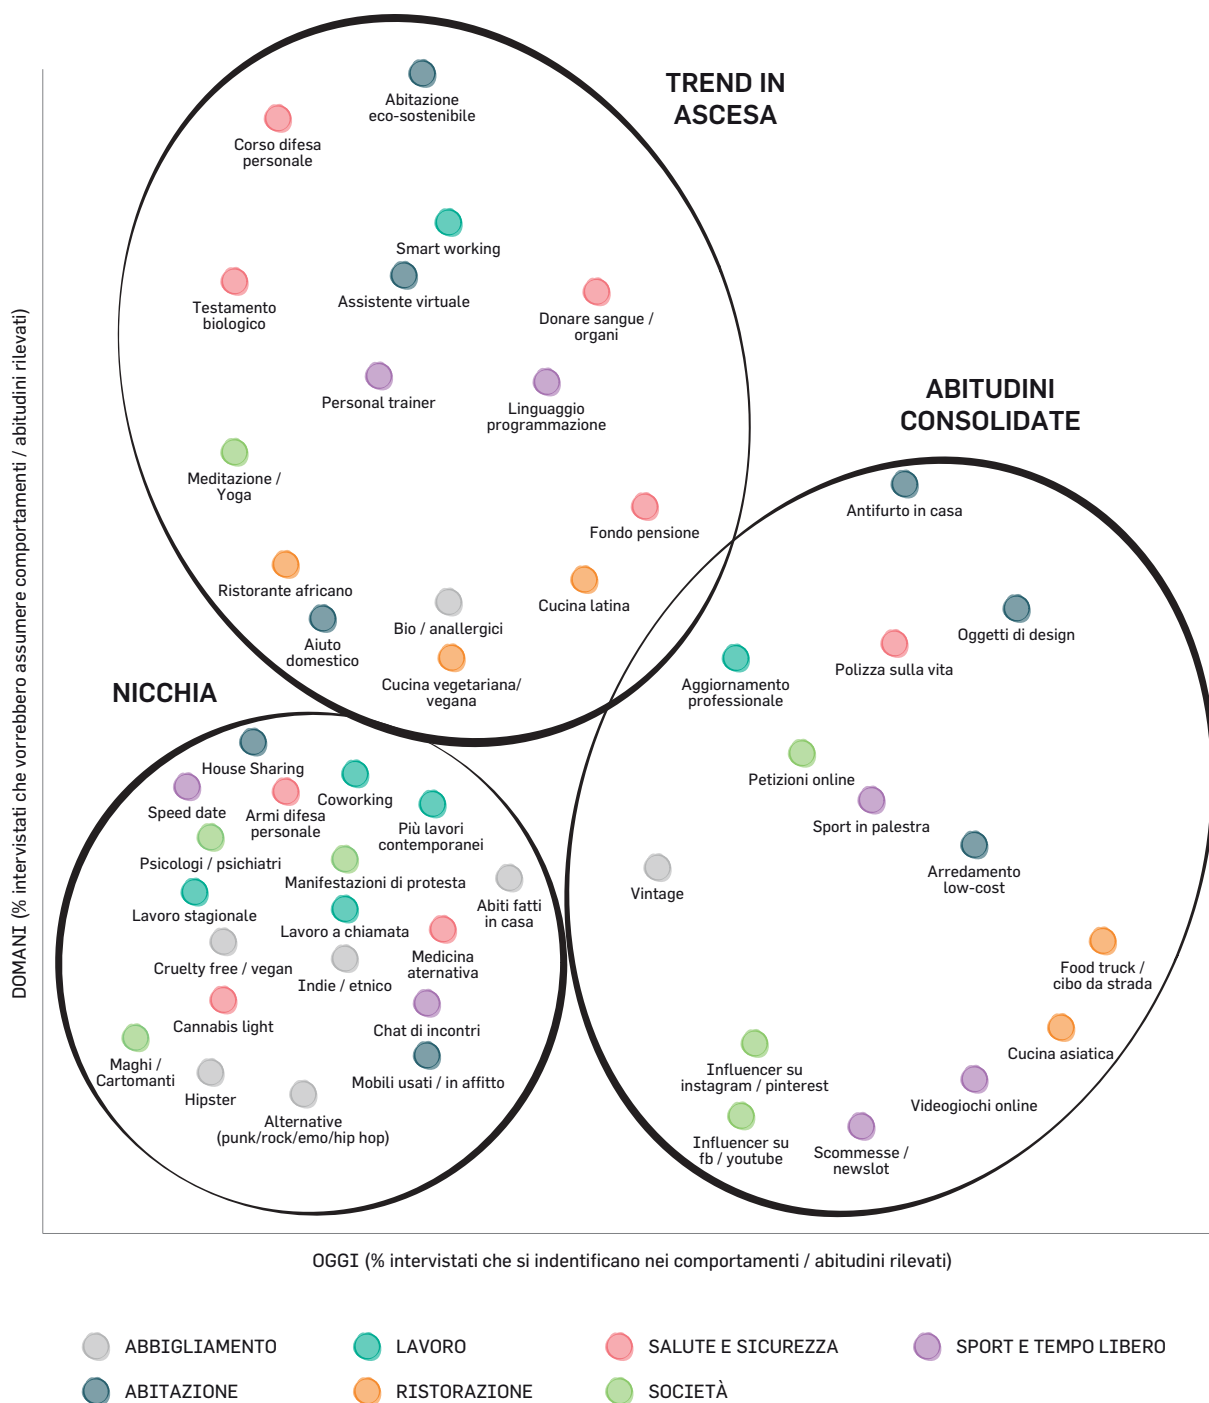 TREND IN
ASCESA
Abitazione
eco-sostenibile
Corso difesa
personale
Smart working
Assistente virtuale
Testamento
biologico
Donare sangue /
organi
Personal trainer
Linguaggio
programmazione
Meditazione /
Yoga
Fondo pensione
Ristorante africano
Cucina latina
Bio / anallergici
Aiuto
domestico
Cucina vegetariana/
vegana
ABITUDINI
CONSOLIDATE
Antifurto in casa
Oggetti di design
Polizza sulla vita
Aggiornamento
professionale
Petizioni online
Sport in palestra
Arredamento
low-cost
Vintage
Food truck /
cibo da strada
Cucina asiatica
Influencer su
instagram / pinterest
Videogiochi online
Influencer su
fb / youtube
Scommesse /
newslot
NICCHIA
House Sharing
Speed date
Armi difesa
personale
Coworking
Più lavori
contemporanei
Psicologi / psichiatri
Manifestazioni di protesta
Abiti fatti
in casa
Lavoro stagionale
Lavoro a chiamata
Medicina
aternativa
Cruelty free / vegan
Indie / etnico
Cannabis light
Chat di incontri
Maghi /
Cartomanti
Mobili usati / in affitto
Hipster
Alternative
(punk/rock/emo/hip hop)
DOMANI (% intervistati che vorrebbero assumere comportamenti / abitudini rilevati)
OGGI (% intervistati che si indentificano nei comportamenti / abitudini rilevati)
ABBIGLIAMENTO
LAVORO
SALUTE E SICUREZZA
SPORT E TEMPO LIBERO
ABITAZIONE
RISTORAZIONE
SOCIETÀ